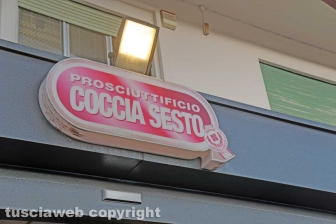 PROSCIUTTIFICIO
COCCIA SESTO
tusciaweb copyright